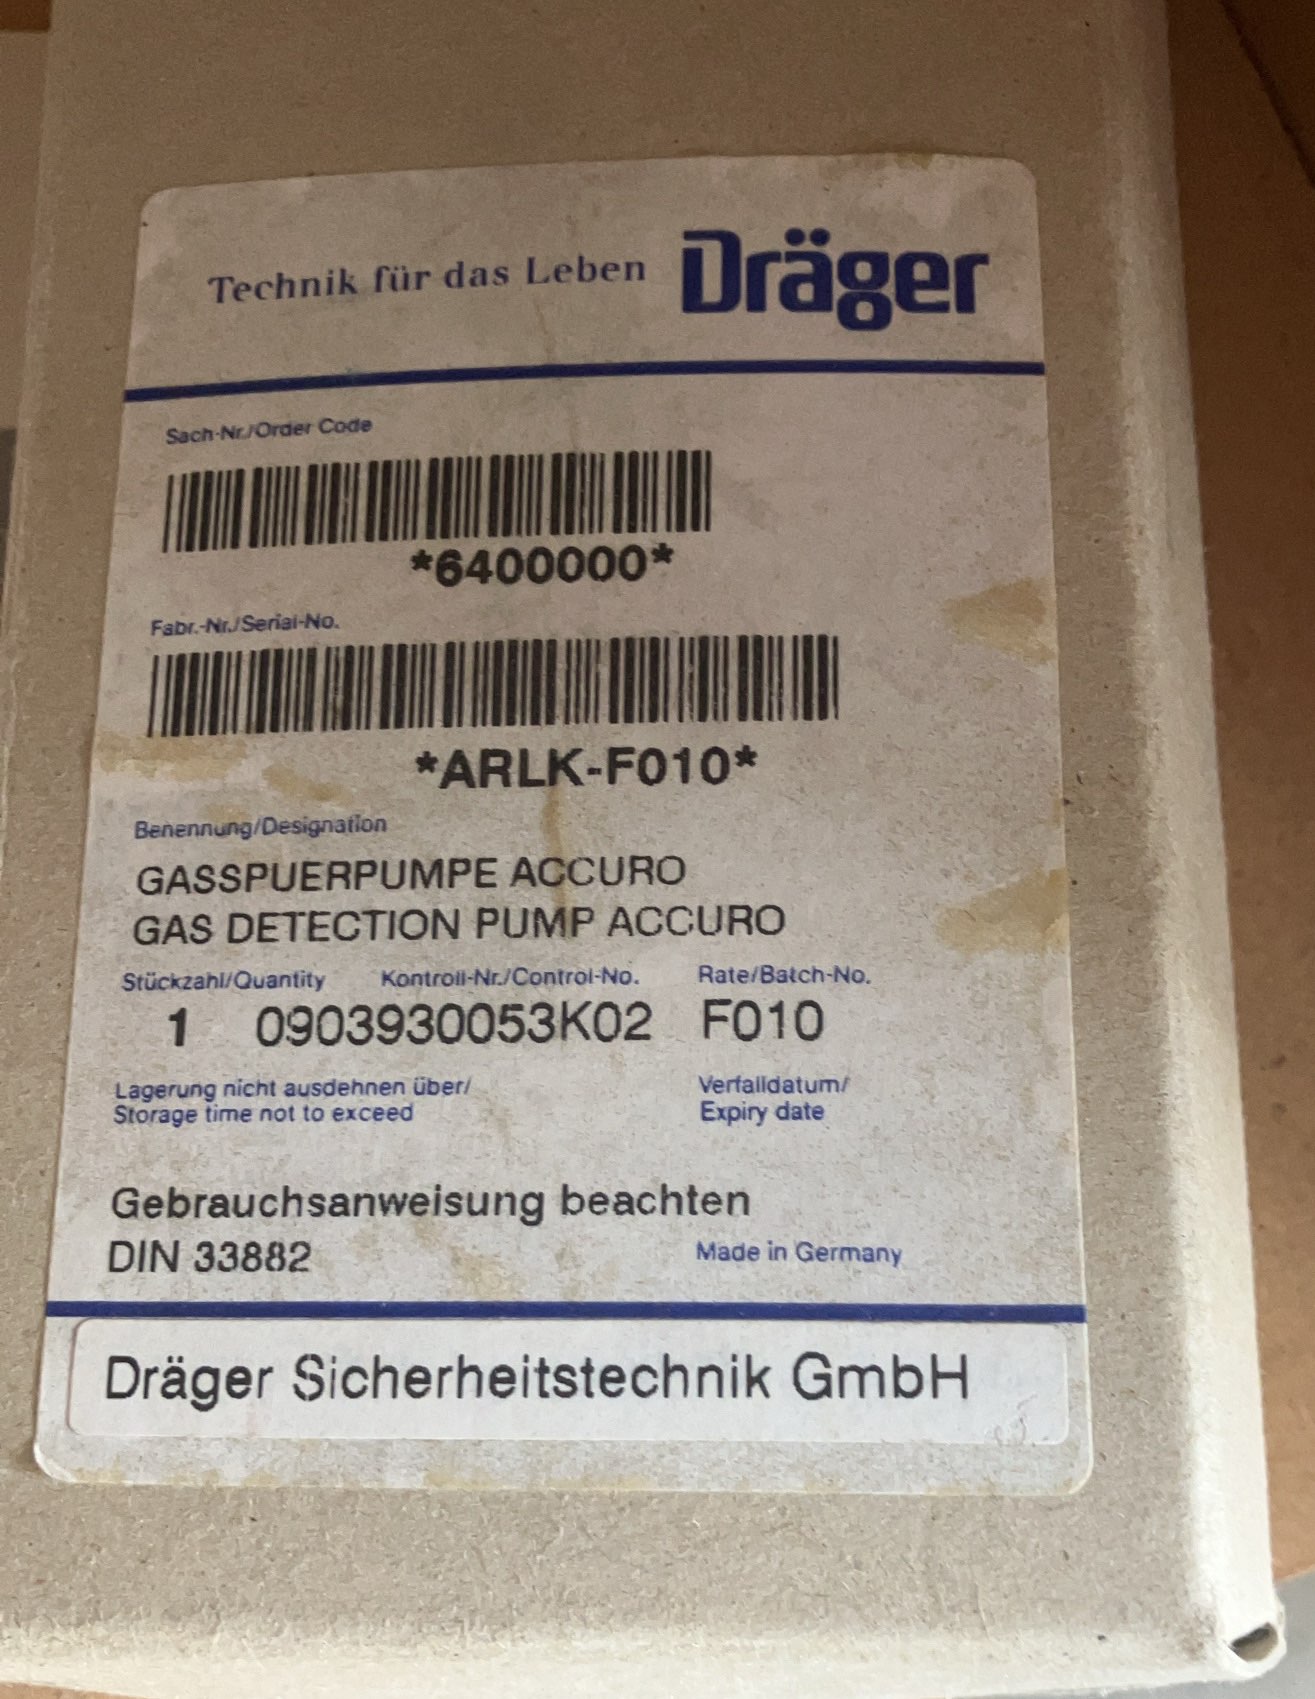 Technik für das Leben Dräger
Sach-Nr./Order Code
*6400000*
Fabr.-Nr./Serial-No.
*ARLK-F010*
Benennung/Designation
GASSPUERPUMPE ACCURO
GAS DETECTION PUMP ACCURO
Stückzahl/Quantity Kontroll-Nr./Control-No. Rate/Batch-No.
1 0903930053K02 F010
Lagerung nicht ausdehnen über/ Verfalldatum/
Storage time not to exceed Expiry date
Gebrauchsanweisung beachten
DIN 33882 Made in Germany
Dräger Sicherheitstechnik GmbH